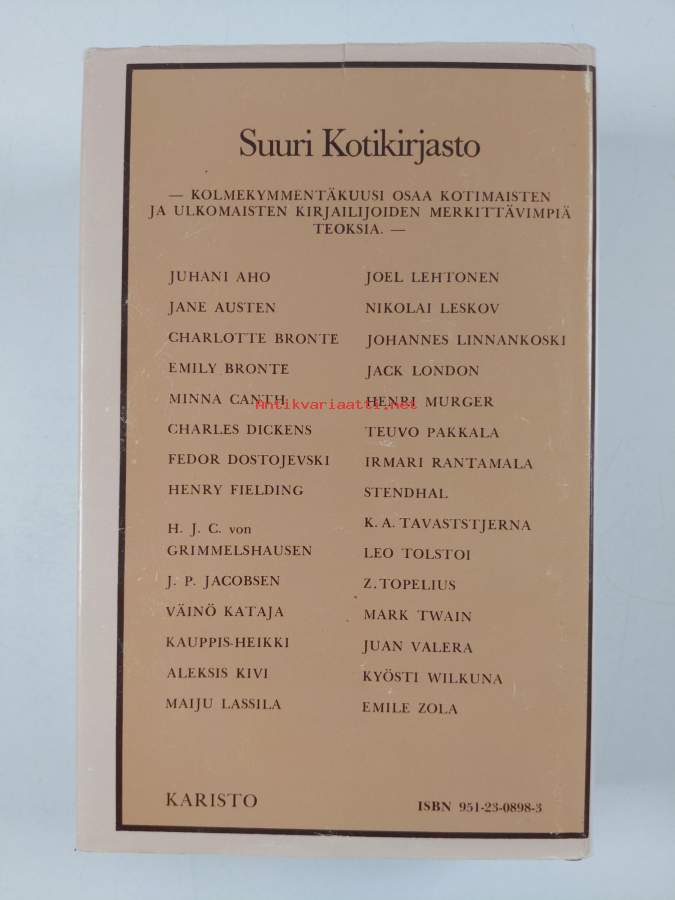 Suuri Kotikirjasto
— KOLMEKYMMENTÄKUUSI OSAA KOTIMAISTEN
JA ULKOMAISTEN KIRJAILIJOIDEN MERKITTÄVIMPIÄ
TEOKSIA. —
JUHANI AHO
JANE AUSTEN
CHARLOTTE BRONTE
EMILY BRONTE
MINNA CANTH
CHARLES DICKENS
FEDOR DOSTOJEVSKI
HENRY FIELDING
H. J. C. von
GRIMMELSHAUSEN
J. P. JACOBSEN
VÄINÖ KATAJA
KAUPPIS-HEIKKI
ALEKSIS KIVI
MAIJU LASSILA
JOEL LEHTONEN
NIKOLAI LESKOV
JOHANNES LINNANKOSKI
JACK LONDON
HENRI MURGER
TEUVO PAKKALA
IRMARI RANTAMALA
STENDHAL
K. A. TAVASTSTJERNA
LEO TOLSTOI
Z. TOPELIUS
MARK TWAIN
JUAN VALERA
KYÖSTI WILKUNA
EMILE ZOLA
Antikvariaatti.net
KARISTO
ISBN 951-23-0898-3